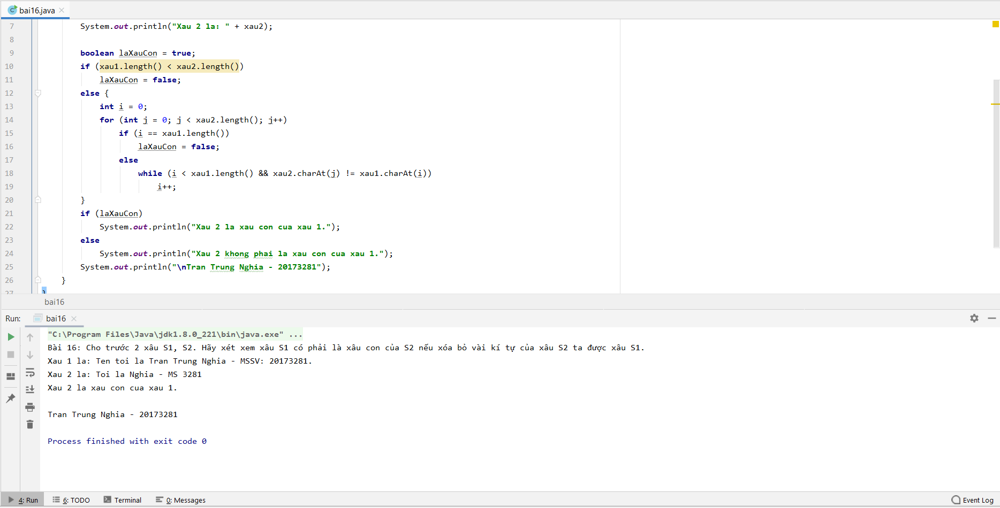 bai16.java
7 System.out.println("Xau 2 la: " + xau2);
8
9 boolean laXauCon = true;
10 if (xau1.length() < xau2.length())
11 laXauCon = false;
12 else {
13 int i = 0;
14 for (int j = 0; j < xau2.length(); j++)
15 if (i == xau1.length())
16 laXauCon = false;
17 else
18 while (i < xau1.length() && xau2.charAt(j) != xau1.charAt(i))
19 i++;
20 }
21 if (laXauCon)
22 System.out.println("Xau 2 la xau con cua xau 1.");
23 else
24 System.out.println("Xau 2 khong phai la xau con cua xau 1.");
25 System.out.println("\nTran Trung Nghia - 20173281");
26 }
27 }
bai16
Run: bai16
"C:\Program Files\Java\jdk1.8.0_221\bin\java.exe" ...
Bài 16: Cho trước 2 xâu S1, S2. Hãy xét xem xâu S1 có phải là xâu con của S2 nếu xóa bỏ vài kí tự của xâu S2 ta được xâu S1.
Xau 1 la: Ten toi la Tran Trung Nghia - MSSV: 20173281.
Xau 2 la: Toi la Nghia - MS 3281
Xau 2 la xau con cua xau 1.
Tran Trung Nghia - 20173281
Process finished with exit code 0
4: Run 6: TODO Terminal 0: Messages Event Log